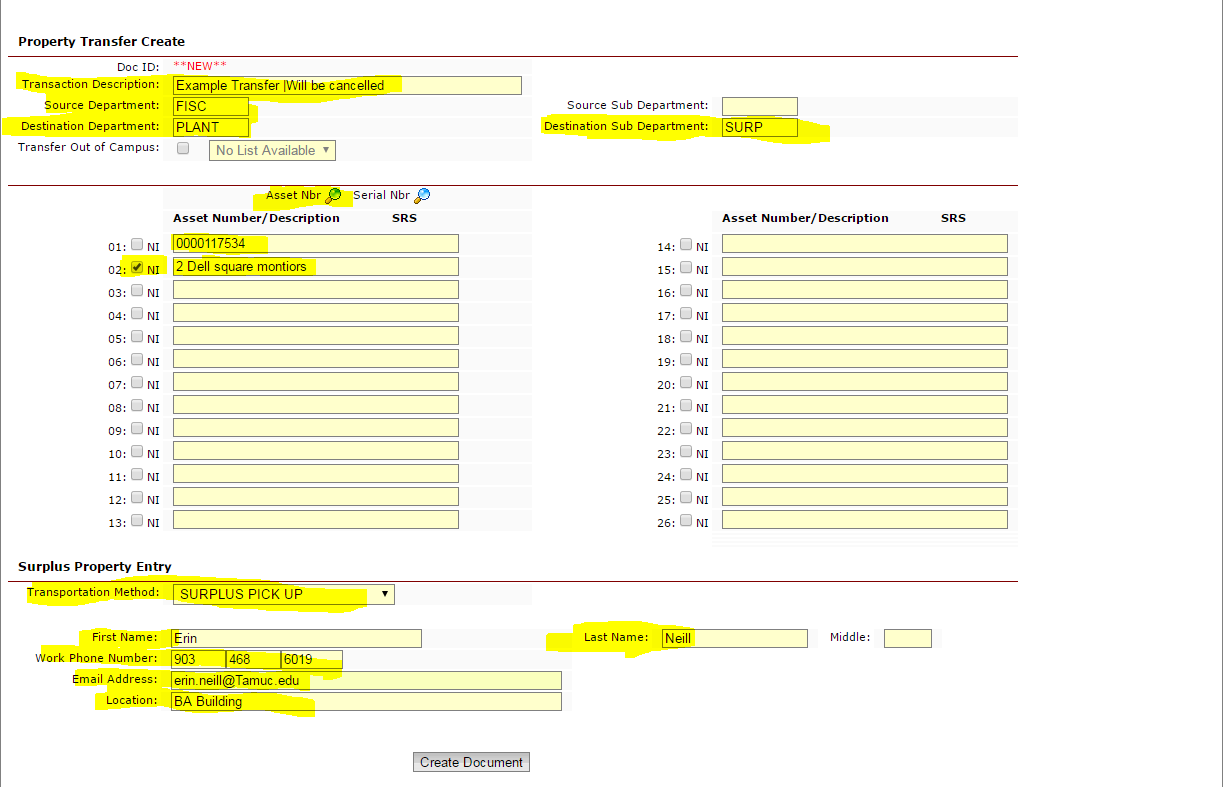 Property Transfer Create
Doc ID: **NEW**
Transaction Description: Example Transfer |Will be cancelled
Source Department: FISC Source Sub Department:
Destination Department: PLANT Destination Sub Department: SURP
Transfer Out of Campus: No List Available
Asset Nbr Serial Nbr
Asset Number/Description SRS Asset Number/Description SRS
01: NI 0000117534 14: NI
02: NI 2 Dell square montiors 15: NI
03: NI 16: NI
04: NI 17: NI
05: NI 18: NI
06: NI 19: NI
07: NI 20: NI
08: NI 21: NI
09: NI 22: NI
10: NI 23: NI
11: NI 24: NI
12: NI 25: NI
13: NI 26: NI
Surplus Property Entry
Transportation Method: SURPLUS PICK UP
First Name: Erin Last Name: Neill Middle:
Work Phone Number: 903 468 6019
Email Address: erin.neill@Tamuc.edu
Location: BA Building
Create Document